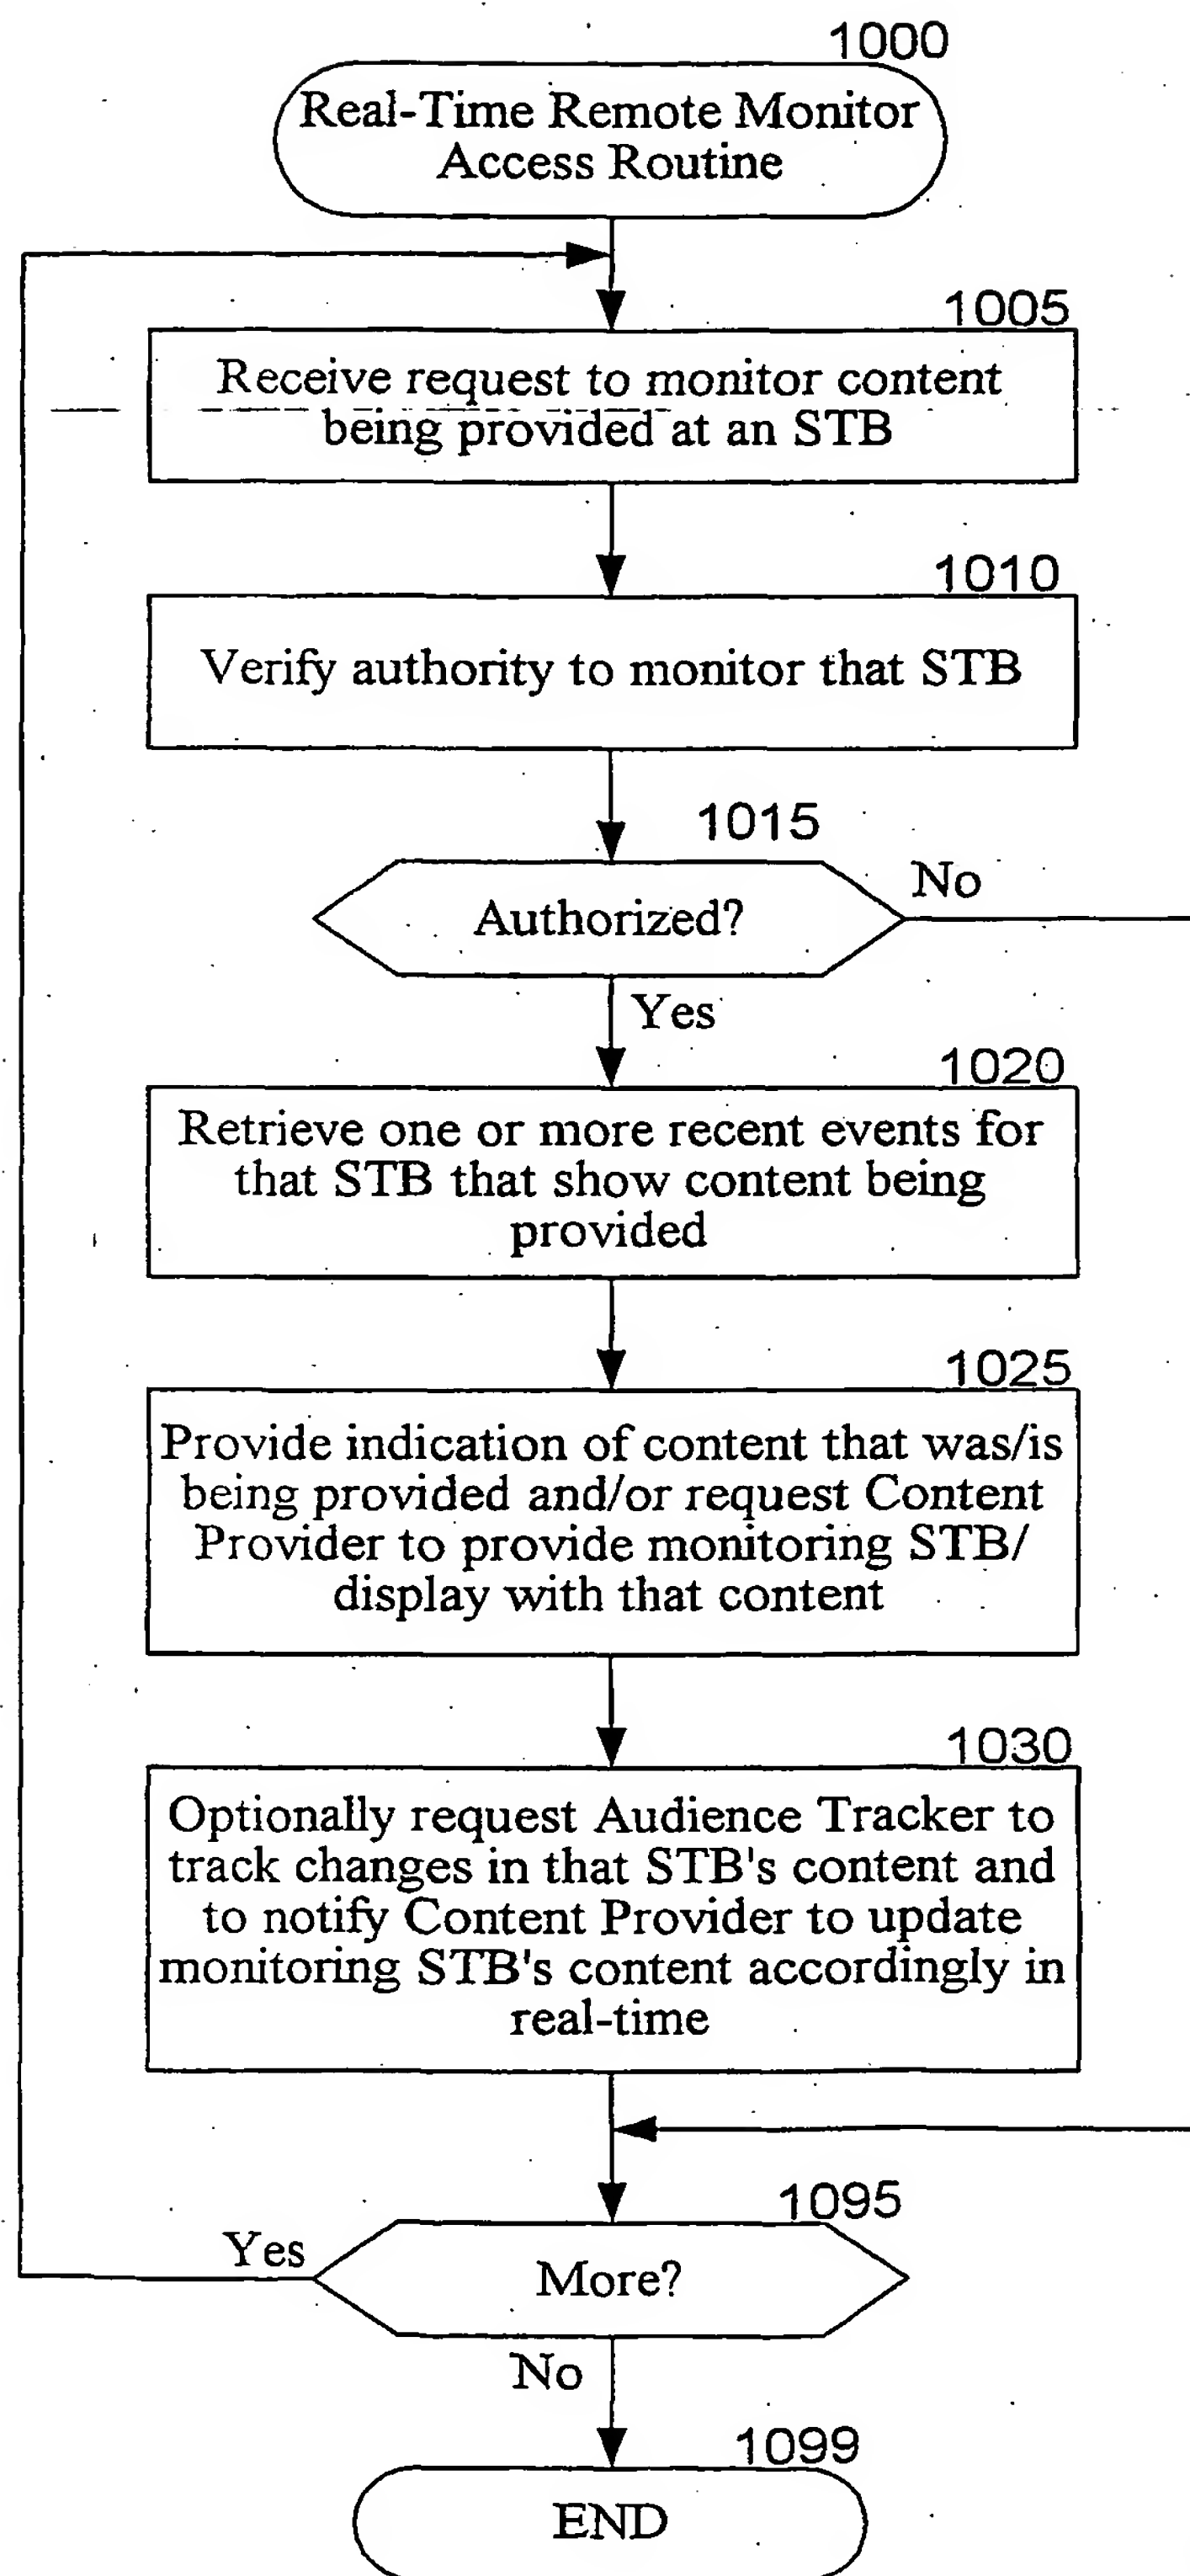 1000
Real-Time Remote Monitor
Access Routine
1005
Receive request to monitor content
being provided at an STB
1010
Verify authority to monitor that STB
1015
Authorized?
No
Yes
1020
Retrieve one or more recent events for
that STB that show content being
provided
1025
Provide indication of content that was/is
being provided and/or request Content
Provider to provide monitoring STB/
display with that content
1030
Optionally request Audience Tracker to
track changes in that STB's content and
to notify Content Provider to update
monitoring STB's content accordingly in
real-time
1095
Yes
More?
No
1099
END